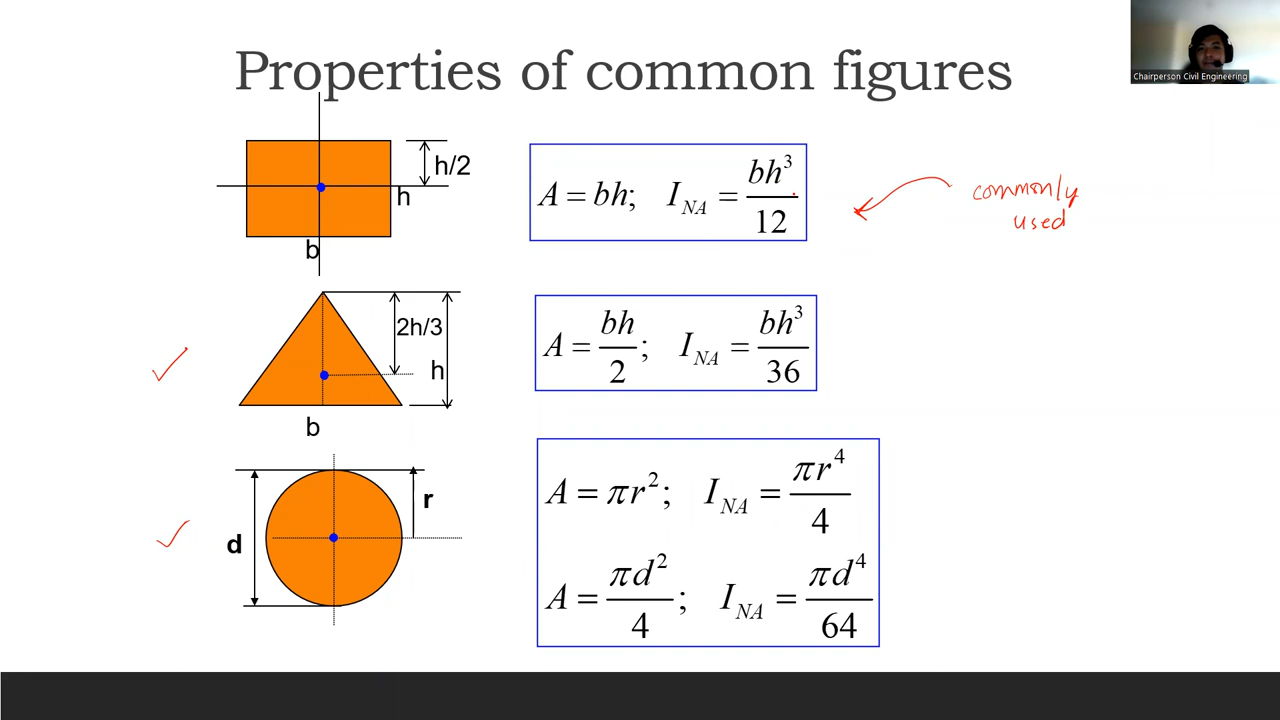 Properties of common figures
Chairperson Civil Engineering
h/2
h
b
A = bh; I_NA = bh³/12
commonly
used
2h/3
h
b
A = bh/2; I_NA = bh³/36
d
r
A = πr²; I_NA = πr⁴/4
A = πd²/4; I_NA = πd⁴/64